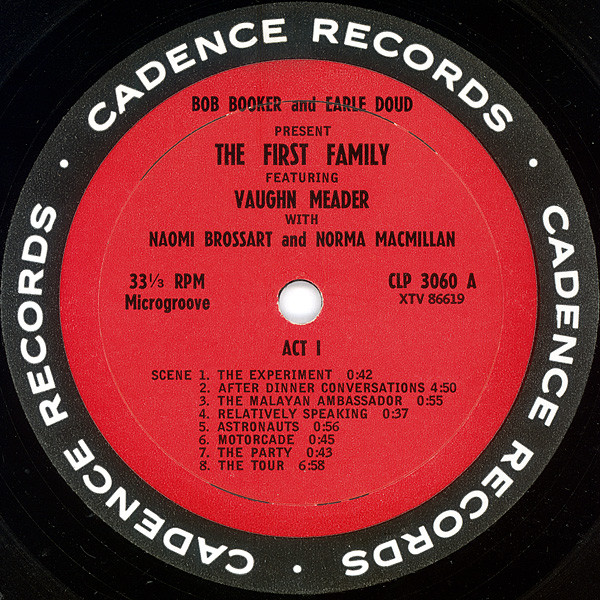 CADENCE RECORDS
CADENCE RECORDS
CADENCE RECORDS
BOB BOOKER and EARLE DOUD
PRESENT
THE FIRST FAMILY
FEATURING
VAUGHN MEADER
WITH
NAOMI BROSSART and NORMA MACMILLAN
33⅓ RPM CLP 3060 A
Microgroove XTV 86619
ACT I
SCENE 1. THE EXPERIMENT 0:42
2. AFTER DINNER CONVERSATIONS 4:50
3. THE MALAYAN AMBASSADOR 0:55
4. RELATIVELY SPEAKING 0:37
5. ASTRONAUTS 0:56
6. MOTORCADE 0:45
7. THE PARTY 0:43
8. THE TOUR 6:58